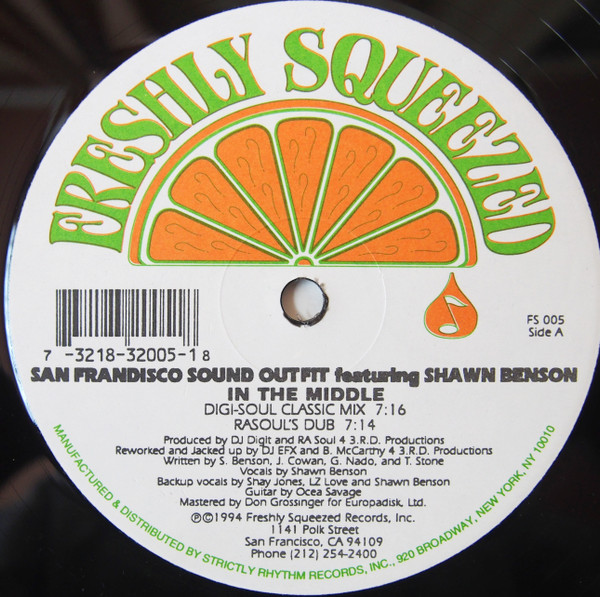 FRESHLY SQUEEZED
FS 005
Side A
7 -3218-32005-1 8
SAN FRANDISCO SOUND OUTFIT featuring SHAWN BENSON
IN THE MIDDLE
DIGI-SOUL CLASSIC MIX 7:16
RASOUL'S DUB 7:14
Produced by DJ Digit and RA Soul 4 3.R.D. Productions
Reworked and Jacked up by DJ EFX and B. McCarthy 4 3.R.D. Productions
Written by S. Benson, J. Cowan, G. Nado, and T. Stone
Vocals by Shawn Benson
Backup vocals by Shay Jones, LZ Love and Shawn Benson
Guitar by Ocea Savage
Mastered by Don Grossinger for Europadisk, Ltd.
℗©1994 Freshly Squeezed Records, Inc.
1141 Polk Street
San Francisco, CA 94109
Phone (212) 254-2400
MANUFACTURED & DISTRIBUTED BY STRICTLY RHYTHM RECORDS, INC., 920 BROADWAY, NEW YORK, NY 10010